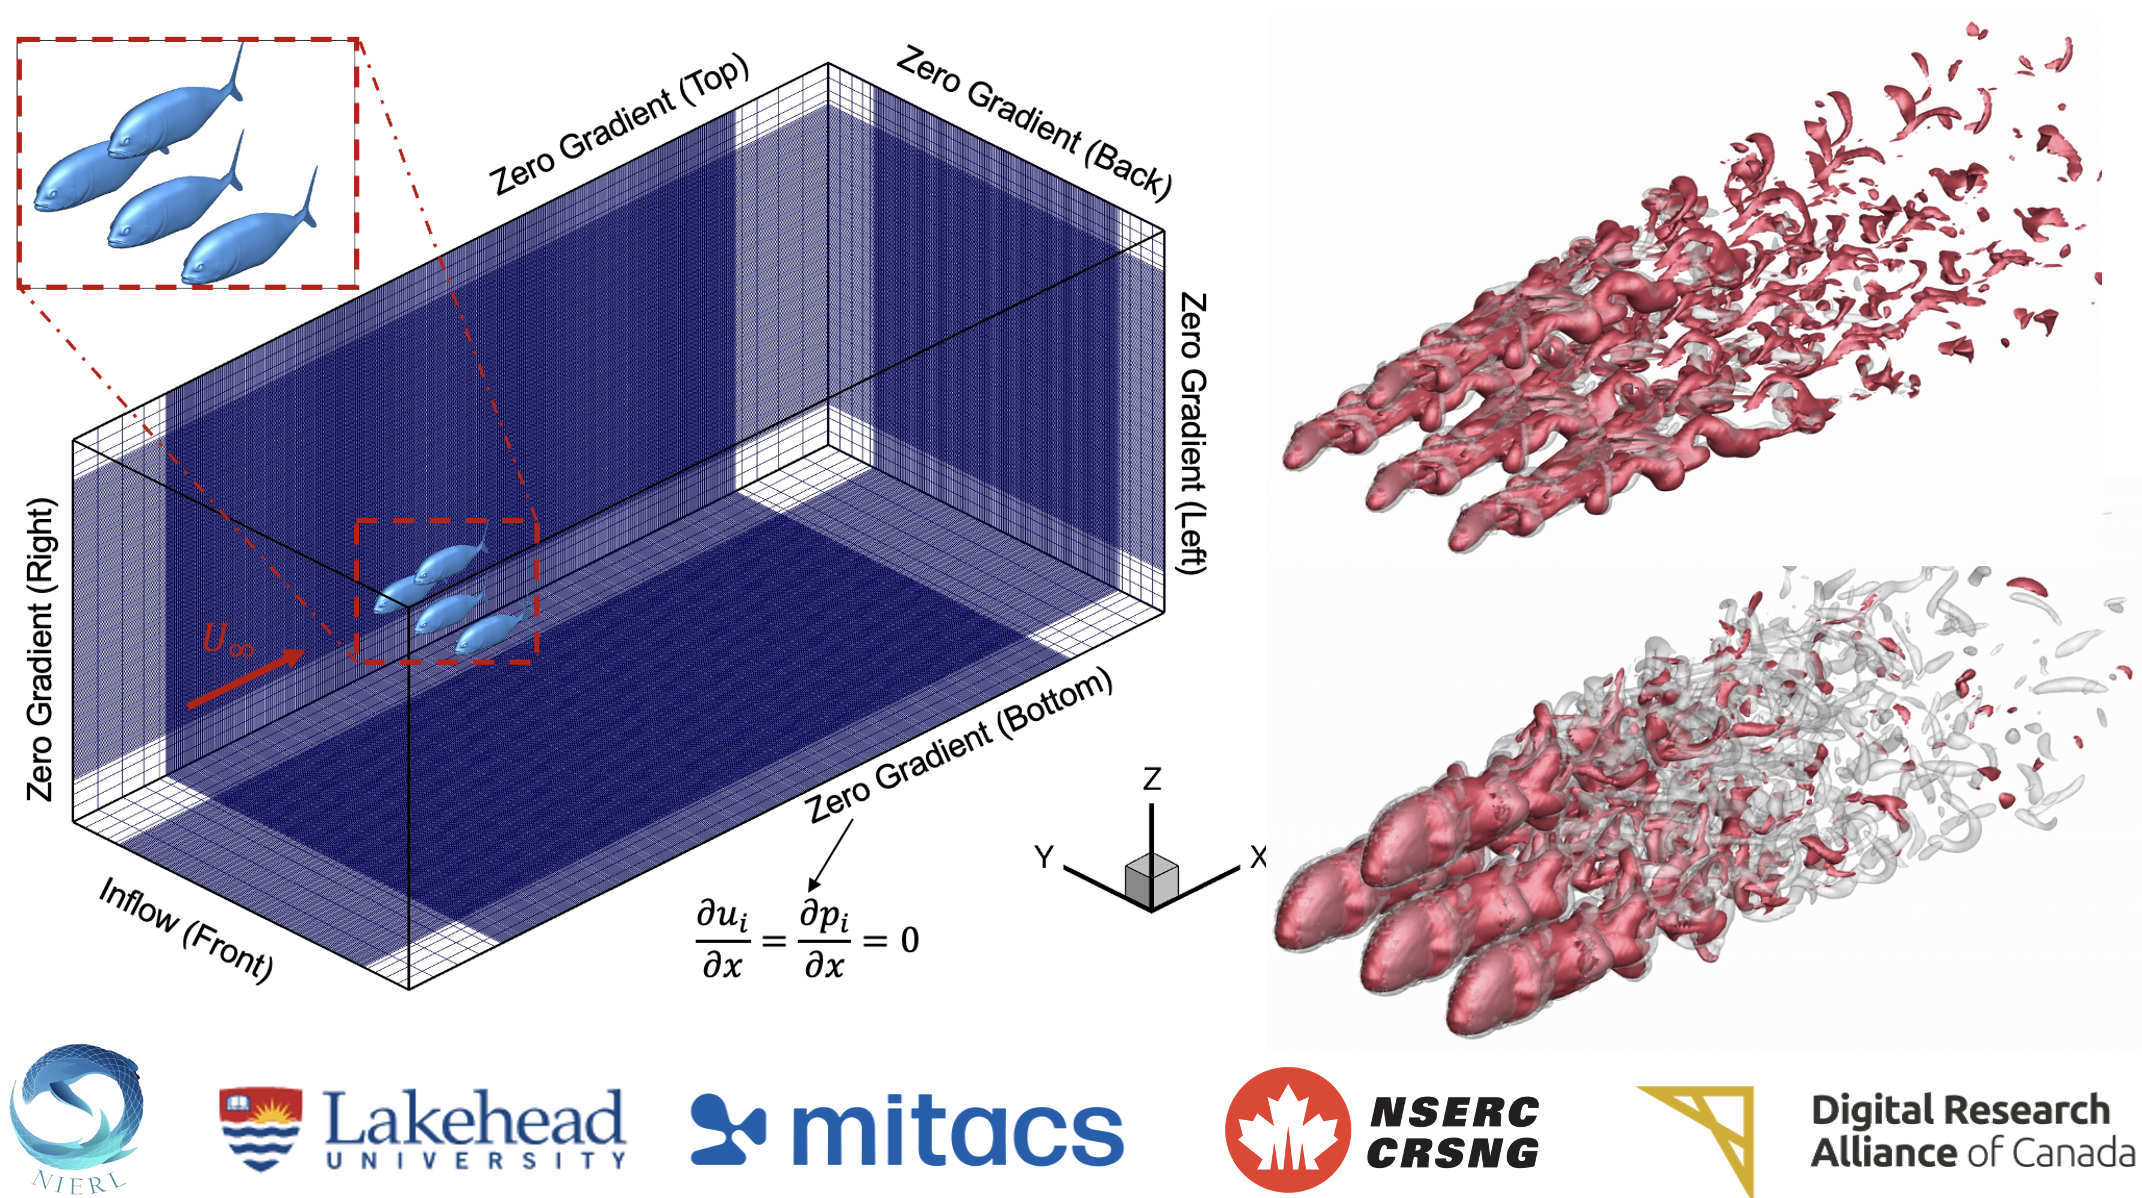 Zero Gradient (Top)
Zero Gradient (Back)
Zero Gradient (Left)
Zero Gradient (Right)
U∞
Zero Gradient (Bottom)
Inflow (Front)
Z
Y
X
∂uᵢ/∂x = ∂pᵢ/∂x = 0
NIERL
Lakehead
UNIVERSITY
mitacs
NSERC
CRSNG
Digital Research
Alliance of Canada